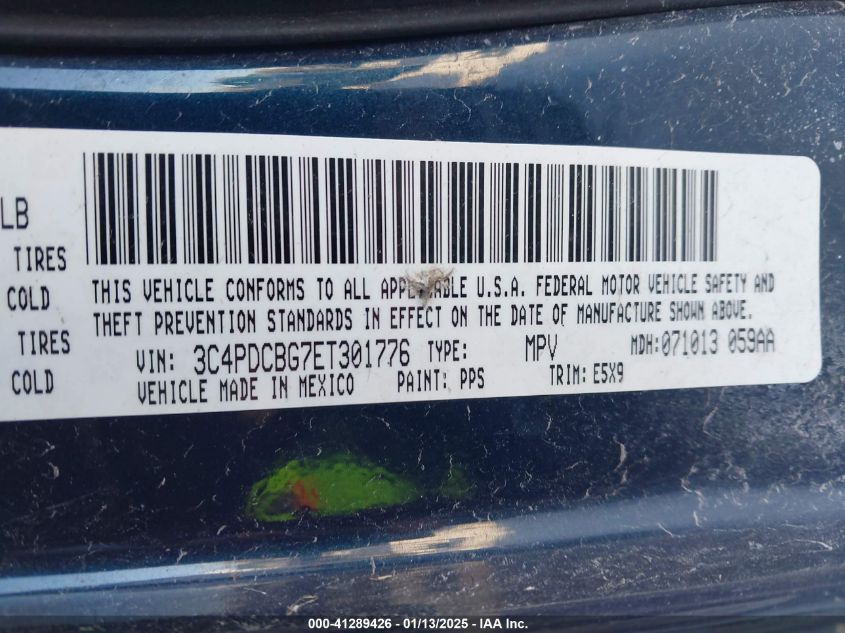 LB
TIRES
COLD
TIRES
COLD
THIS VEHICLE CONFORMS TO ALL APPLICABLE U.S.A. FEDERAL MOTOR VEHICLE SAFETY AND
THEFT PREVENTION STANDARDS IN EFFECT ON THE DATE OF MANUFACTURE SHOWN ABOVE.
VIN: 3C4PDCBG7ET301776 TYPE: MPV MDH:071013 059AA
VEHICLE MADE IN MEXICO PAINT: PPS TRIM: E5X9
000-41289426 - 01/13/2025 - IAA Inc.